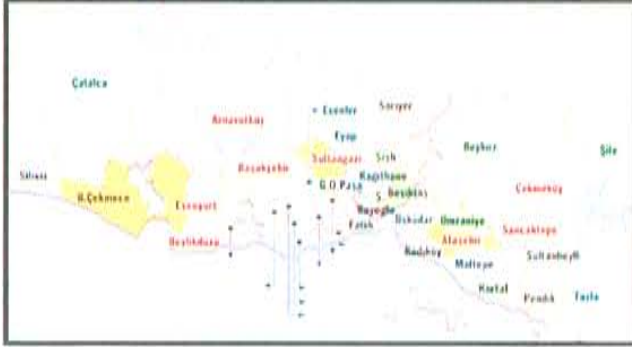 Çatalca
Esenler
Sarıyer
Arnavutköy
Eyüp
Beykoz
Şile
Sultangazi
Şişli
Başakşehir
Kağıthane
Silivri
G.O.Paşa
Beşiktaş
Çekmeköy
B.Çekmece
Esenyurt
Ş.
Beyoğlu
Üsküdar
Ümraniye
Fatih
Sancaktepe
Beylikdüzü
Ataşehir
Kadıköy
Maltepe
Sultanbeyli
Kartal
Pendik
Tuzla